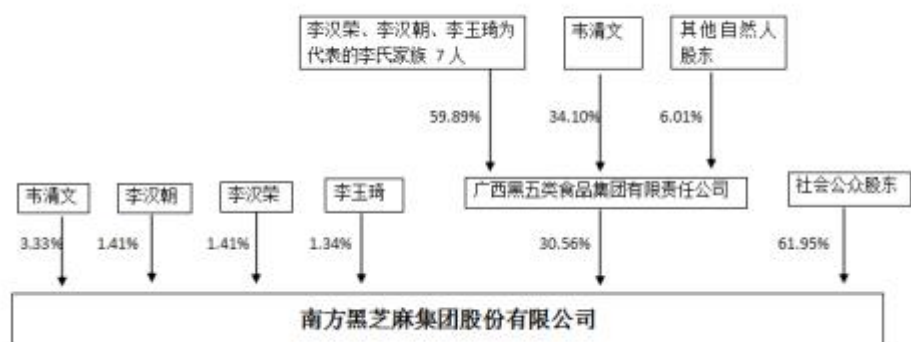 李汉荣、李汉朝、李玉琦为
代表的李氏家族 7 人
韦清文
其他自然人
股东
59.89%
34.10%
6.01%
韦清文
李汉朝
李汉荣
李玉琦
广西黑五类食品集团有限责任公司
社会公众股东
3.33%
1.41%
1.41%
1.34%
30.56%
61.95%
南方黑芝麻集团股份有限公司